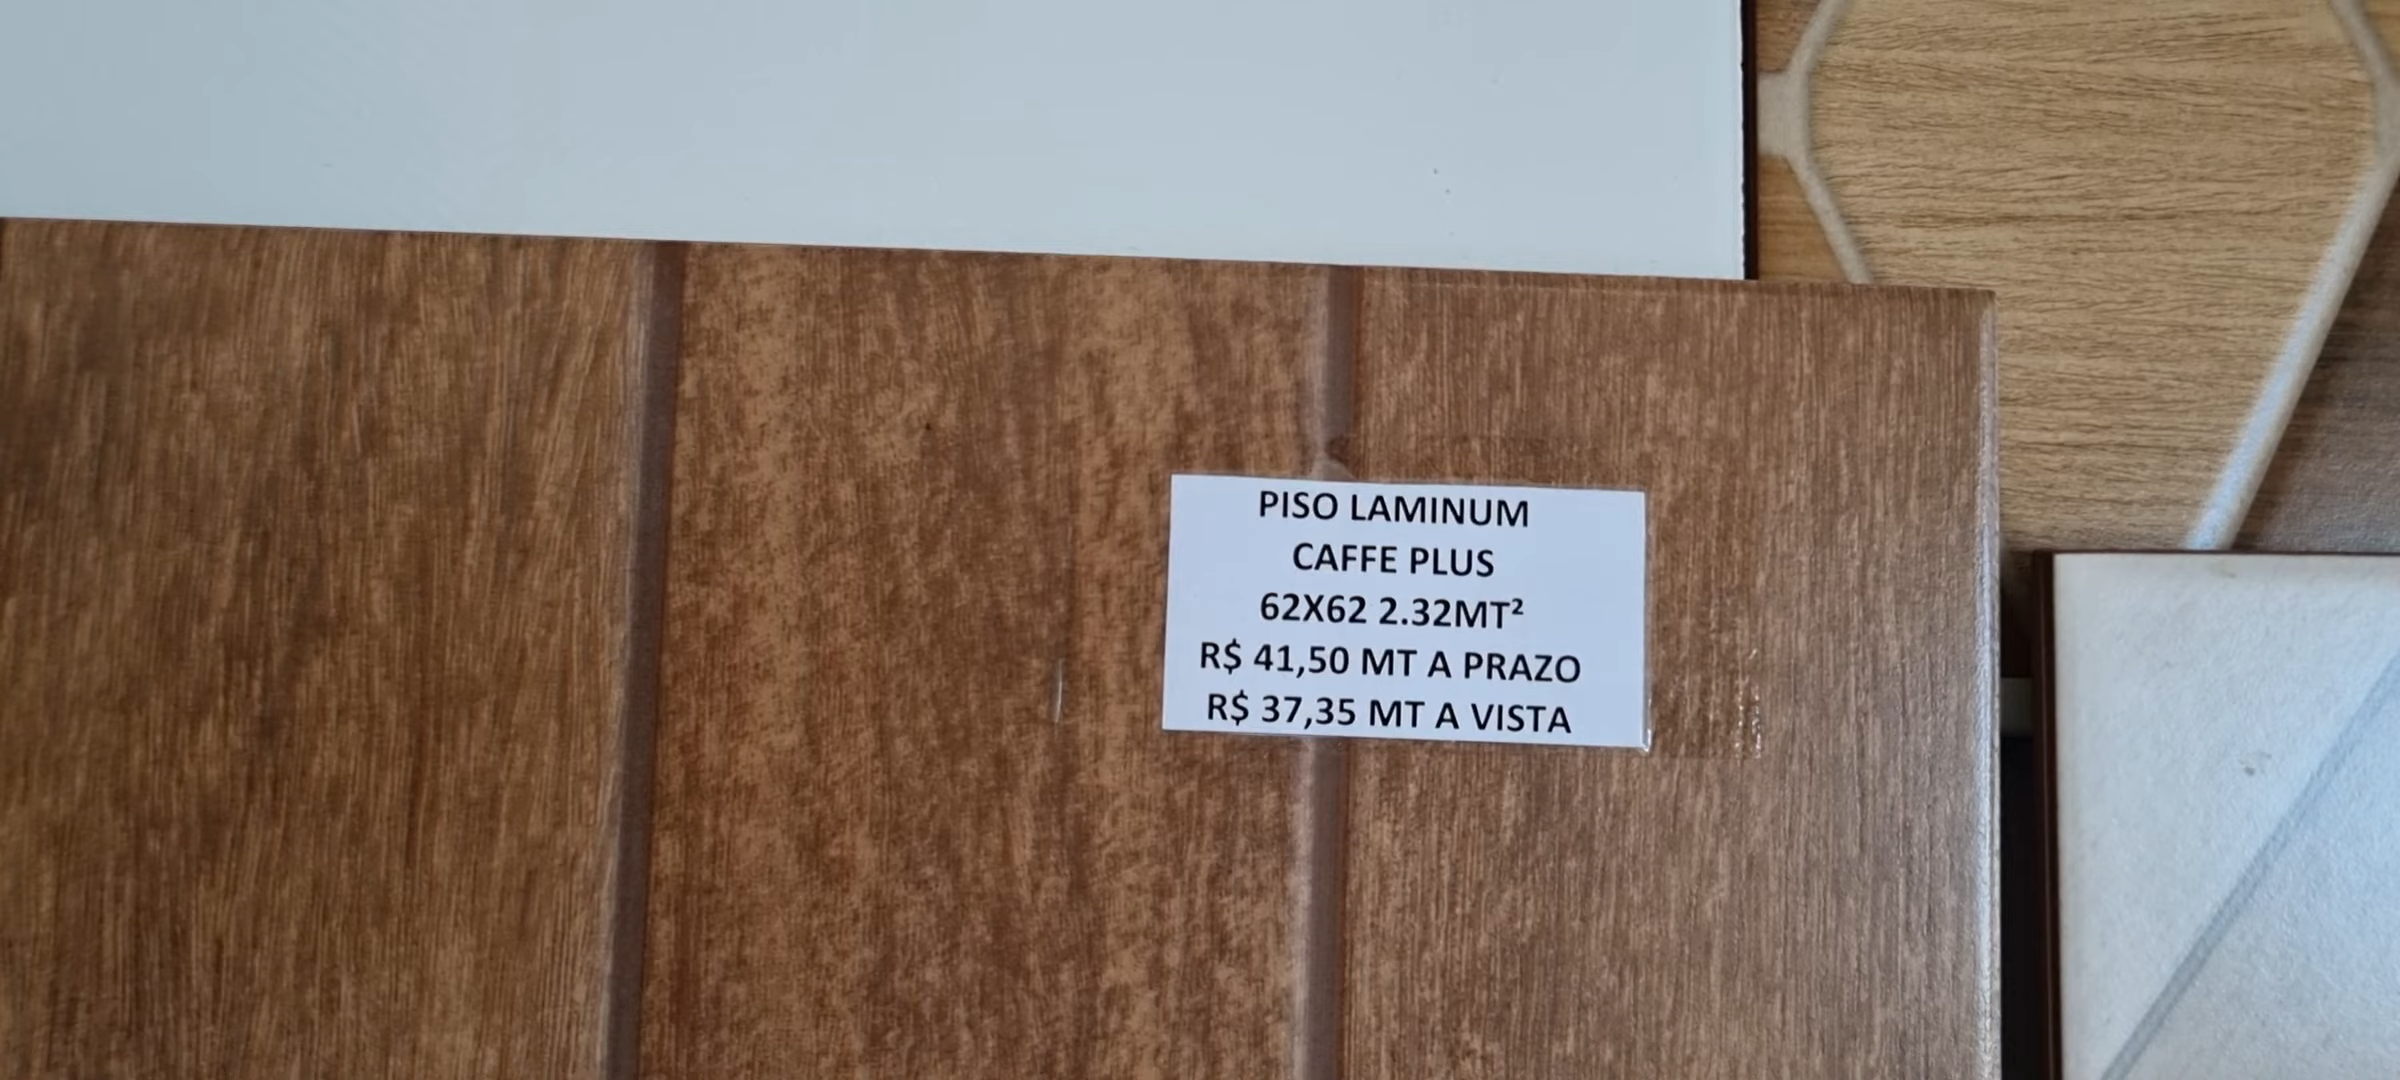 PISO LAMINUM
CAFFE PLUS
62X62 2.32MT²
R$ 41,50 MT A PRAZO
R$ 37,35 MT A VISTA